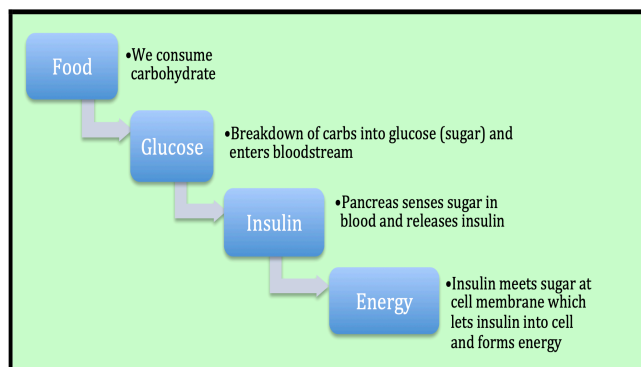 Food
•We consume
carbohydrate
Glucose
•Breakdown of carbs into glucose (sugar) and
enters bloodstream
Insulin
•Pancreas senses sugar in
blood and releases insulin
Energy
•Insulin meets sugar at
cell membrane which
lets insulin into cell
and forms energy